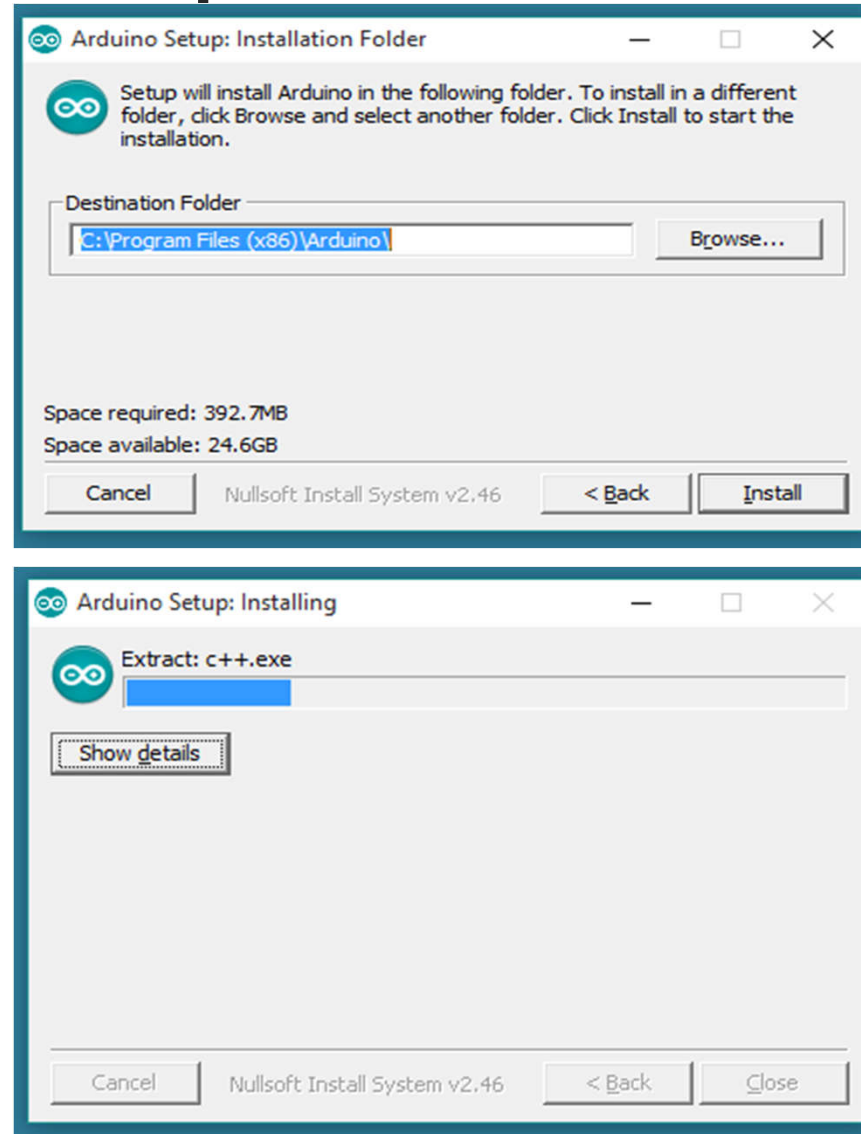 Arduino Setup: Installation Folder
Setup will install Arduino in the following folder. To install in a different
folder, click Browse and select another folder. Click Install to start the
installation.
Destination Folder
C:\Program Files (x86)\Arduino\
Browse...
Space required: 392.7MB
Space available: 24.6GB
Cancel
Nullsoft Install System v2.46
< Back
Install
Arduino Setup: Installing
Extract: c++.exe
Show details
Cancel
Nullsoft Install System v2.46
< Back
Close